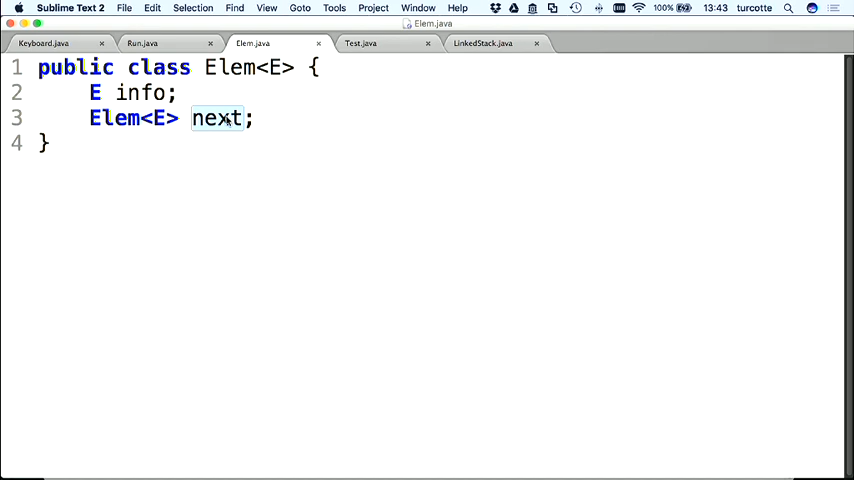 Sublime Text 2 File Edit Selection Find View Goto Tools Project Window Help 100% 13:43 turcotte
Elem.java
Keyboard.java Run.java Elem.java Test.java LinkedStack.java
1 public class Elem<E> {
2 E info;
3 Elem<E> next;
4 }